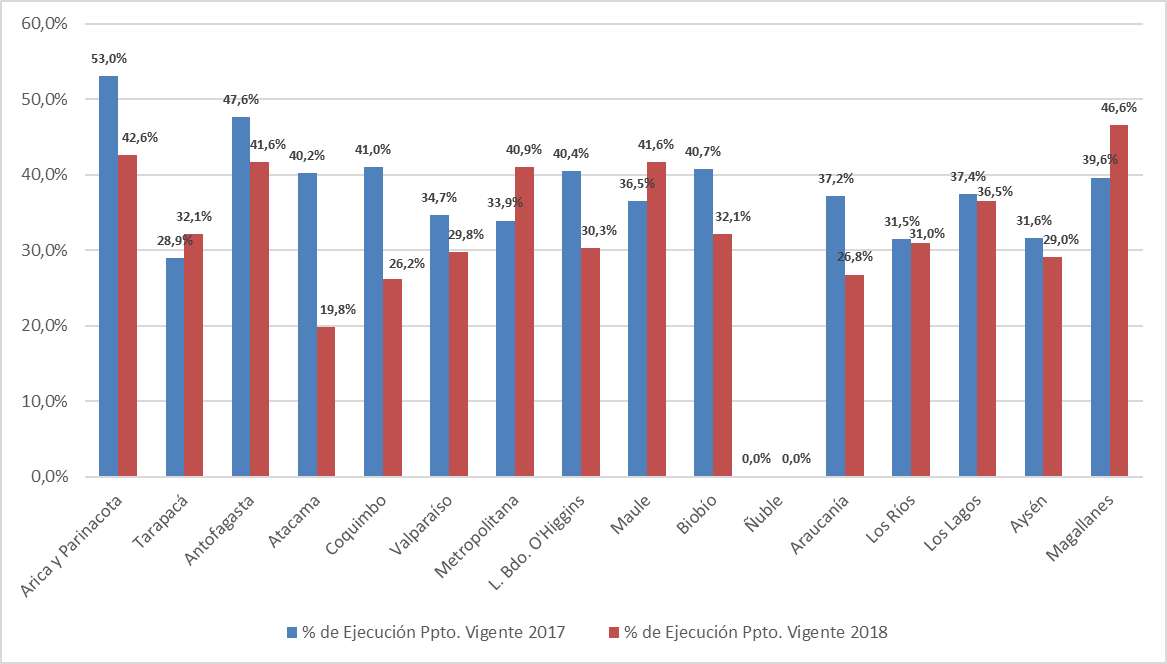 60,0%
50,0%
40,0%
30,0%
20,0%
10,0%
0,0%
53,0%
42,6%
28,9%
32,1%
47,6%
41,6%
40,2%
19,8%
41,0%
26,2%
34,7%
29,8%
33,9%
40,9%
40,4%
30,3%
36,5%
41,6%
40,7%
32,1%
0,0%
0,0%
37,2%
26,8%
31,5%
31,0%
37,4%
36,5%
31,6%
29,0%
39,6%
46,6%
Arica y Parinacota
Tarapacá
Antofagasta
Atacama
Coquimbo
Valparaíso
Metropolitana
L. Bdo. O'Higgins
Maule
Biobío
Ñuble
Araucanía
Los Ríos
Los Lagos
Aysén
Magallanes
% de Ejecución Ppto. Vigente 2017
% de Ejecución Ppto. Vigente 2018